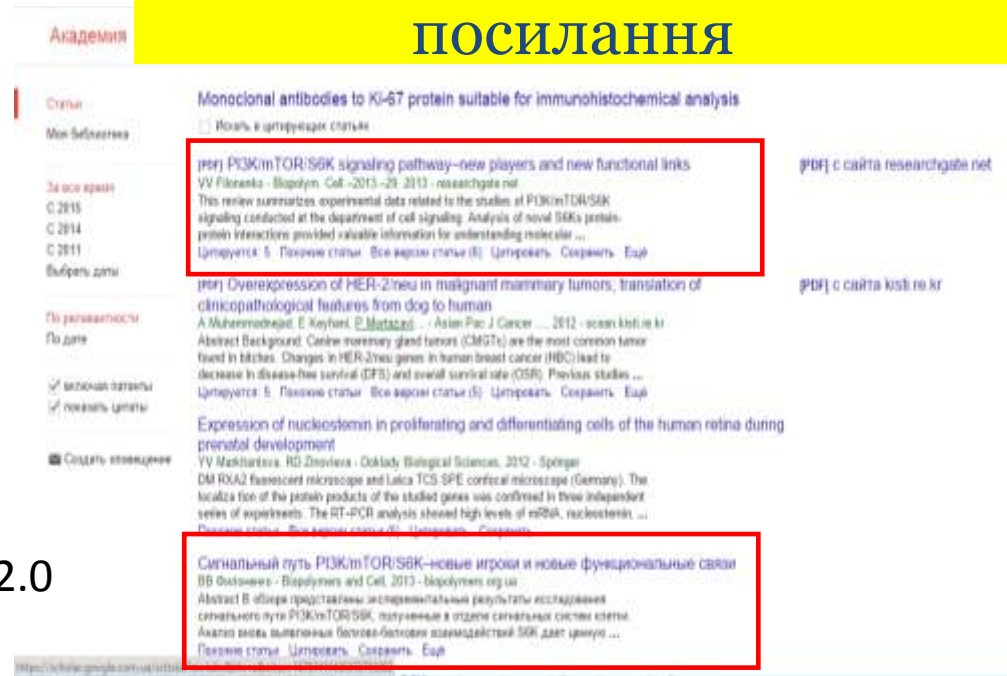 посилання
Академия
Статьи
Моя библиотека
За все время
С 2015
С 2014
С 2011
Выбрать даты
По релевантности
По дате
включая патенты
показать цитаты
Создать оповещение
2.0
Monoclonal antibodies to Ki-67 protein suitable for immunohistochemical analysis
Искать в цитирующих статьях
[PDF] PI3K/mTOR/S6K signaling pathway–new players and new functional links
VV Filonenko - Biopolym. Cell.-2013.-29, 2013 - researchgate.net
This review summarizes experimental data related to the studies of PI3K/mTOR/S6K
signaling conducted at the department of cell signaling. Analysis of novel S6Ks protein-
protein interactions provided valuable information for understanding molecular ...
Цитируется: 5 Похожие статьи Все версии статьи (6) Цитировать Сохранить Ещё
[PDF] с сайта researchgate.net
[PDF] Overexpression of HER-2/neu in malignant mammary tumors; translation of
clinicopathological features from dog to human
A Muhammadnejad, E Keyhani, P Mortazavi... - Asian Pac J Cancer ..., 2012 - ocean.kisti.re.kr
Abstract Background: Canine mammary gland tumors (CMGTs) are the most common tumor
found in bitches. Changes in HER-2/neu genes in human breast cancer (HBC) lead to
decrease in disease-free survival (DFS) and overall survival rate (OSR). Previous studies ...
Цитируется: 5 Похожие статьи Все версии статьи (5) Цитировать Сохранить Ещё
[PDF] с сайта kisti.re.kr
Expression of nucleostemin in proliferating and differentiating cells of the human retina during
prenatal development
YV Markitantova, RD Zinovieva - Doklady Biological Sciences, 2012 - Springer
DM RXA2 fluorescent microscope and Leica TCS SPE confocal microscope (Germany). The
localiza tion of the protein products of the studied genes was confirmed in three independent
series of experiments. The RT–PCR analysis showed high levels of mRNA, nucleostemin, ...
Похожие статьи Все версии статьи (6) Цитировать Сохранить
Сигнальный путь PI3K/mTOR/S6K–новые игроки и новые функциональные связи
ВВ Филоненко - Biopolymers and Cell, 2013 - biopolymers.org.ua
Abstract В обзоре представлены экспериментальные результаты исследования
сигнального пути PI3K/mTOR/S6K, полученные в отделе сигнальных систем клетки.
Анализ вновь выявленных белково-белковых взаимодействий S6K дает ценную ...
Похожие статьи Цитировать Сохранить Ещё